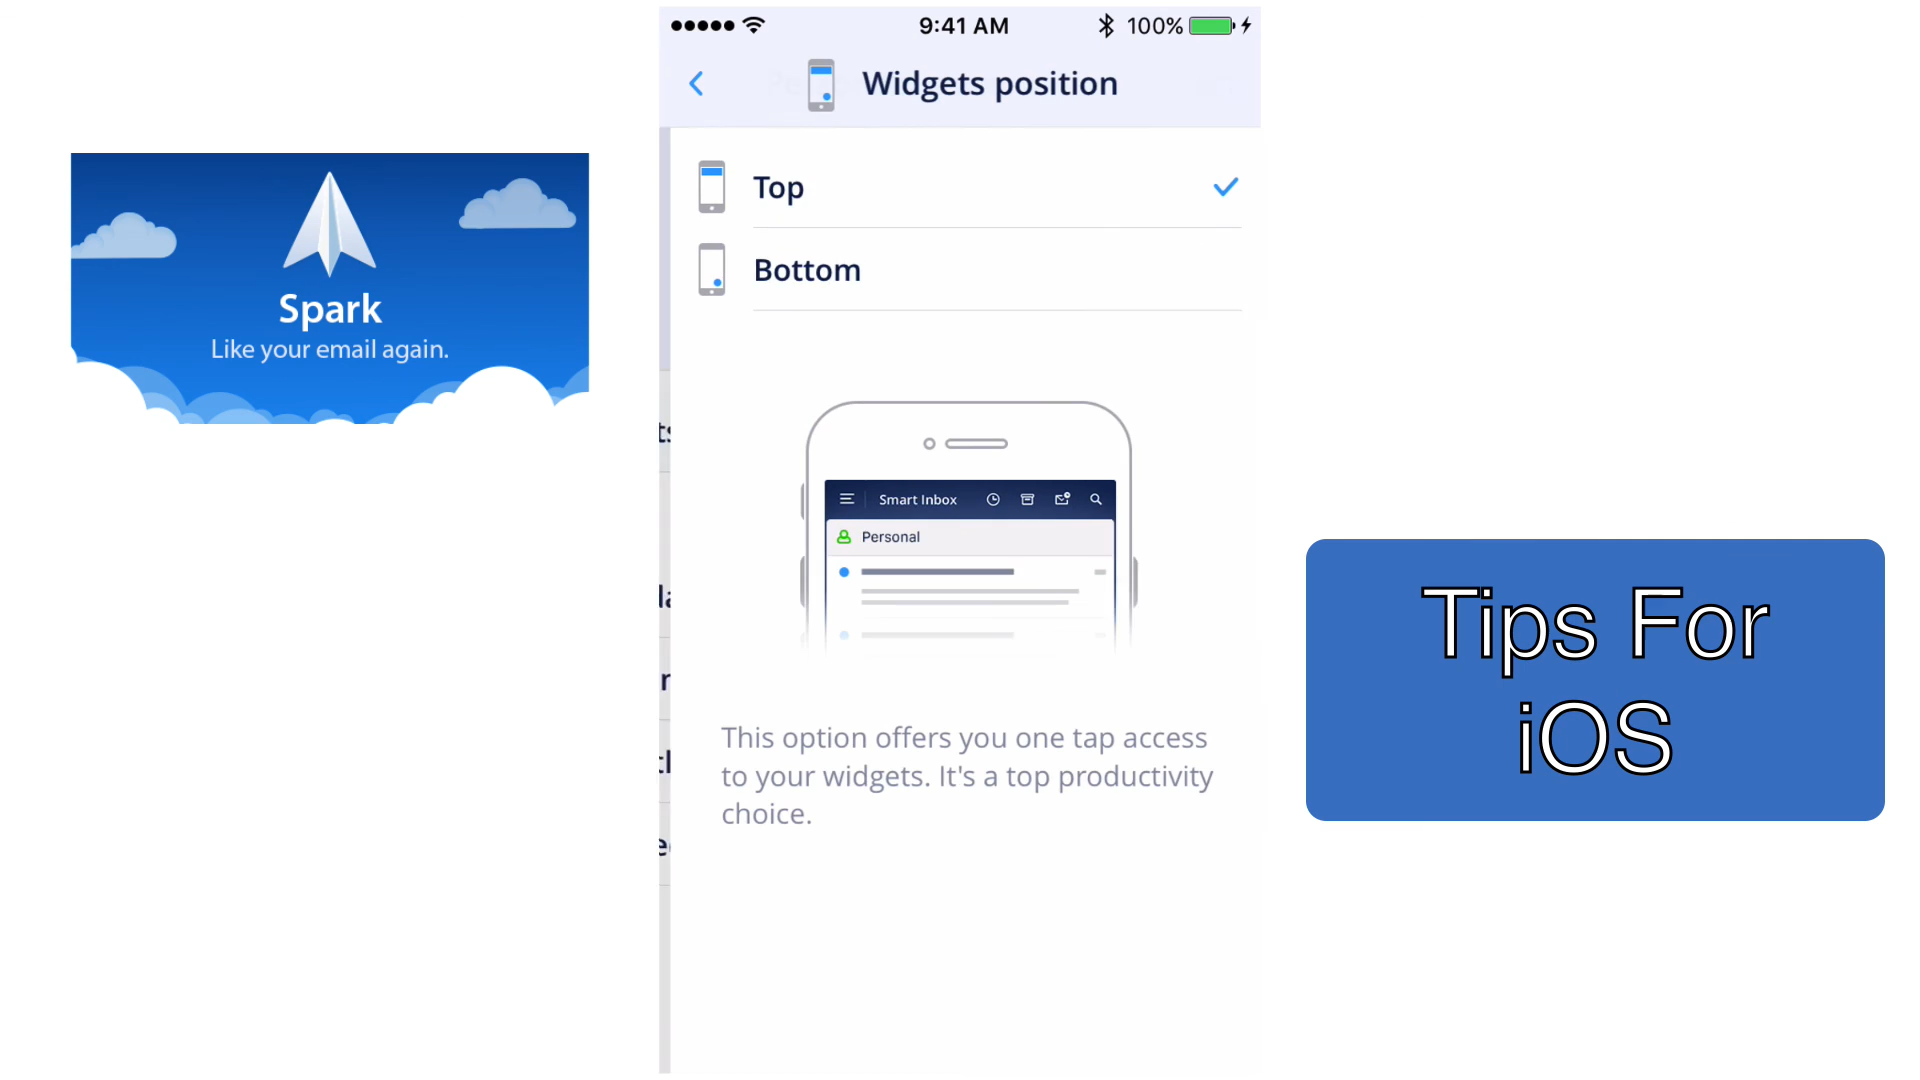 9:41 AM
100%
Widgets position
Top
Bottom
Spark
Like your email again.
Smart Inbox
Personal
This option offers you one tap access
to your widgets. It's a top productivity
choice.
Tips For
iOS